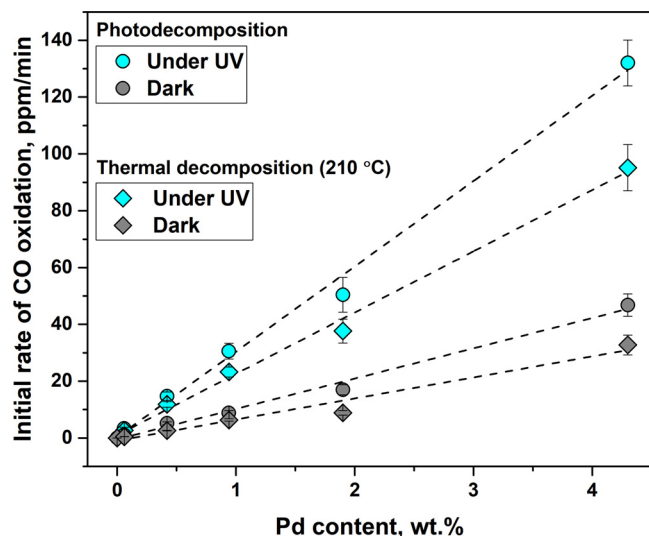 Photodecomposition
Under UV
Dark
Thermal decomposition (210 °C)
Under UV
Dark
Initial rate of CO oxidation, ppm/min
140
120
100
80
60
40
20
0
0
1
2
3
4
Pd content, wt.%